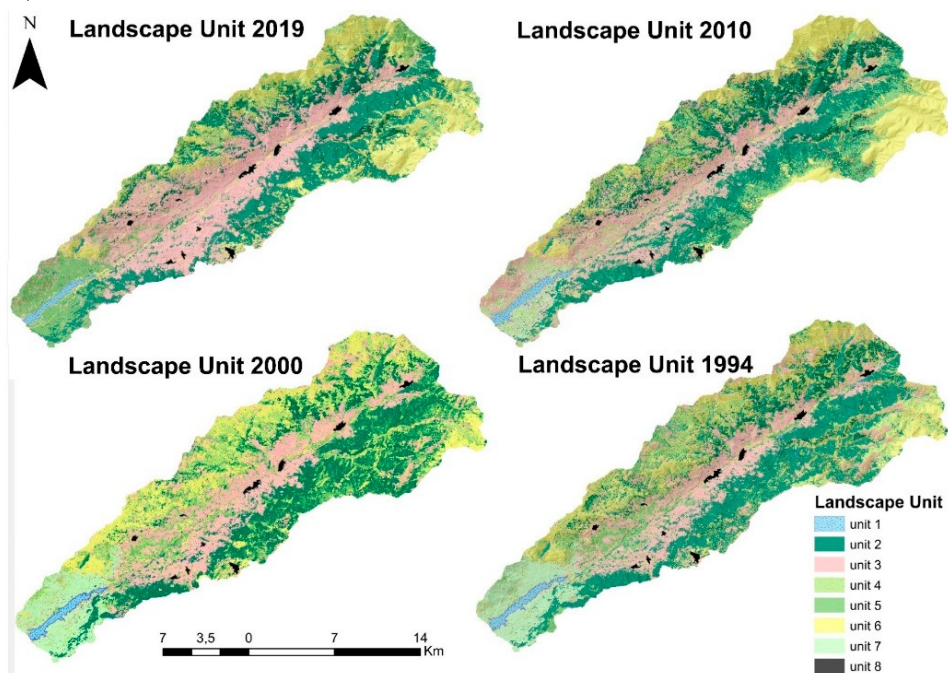 N
Landscape Unit 2019
Landscape Unit 2010
Landscape Unit 2000
Landscape Unit 1994
Landscape Unit
unit 1
unit 2
unit 3
unit 4
unit 5
unit 6
unit 7
unit 8
7 3,5 0 7 14
Km